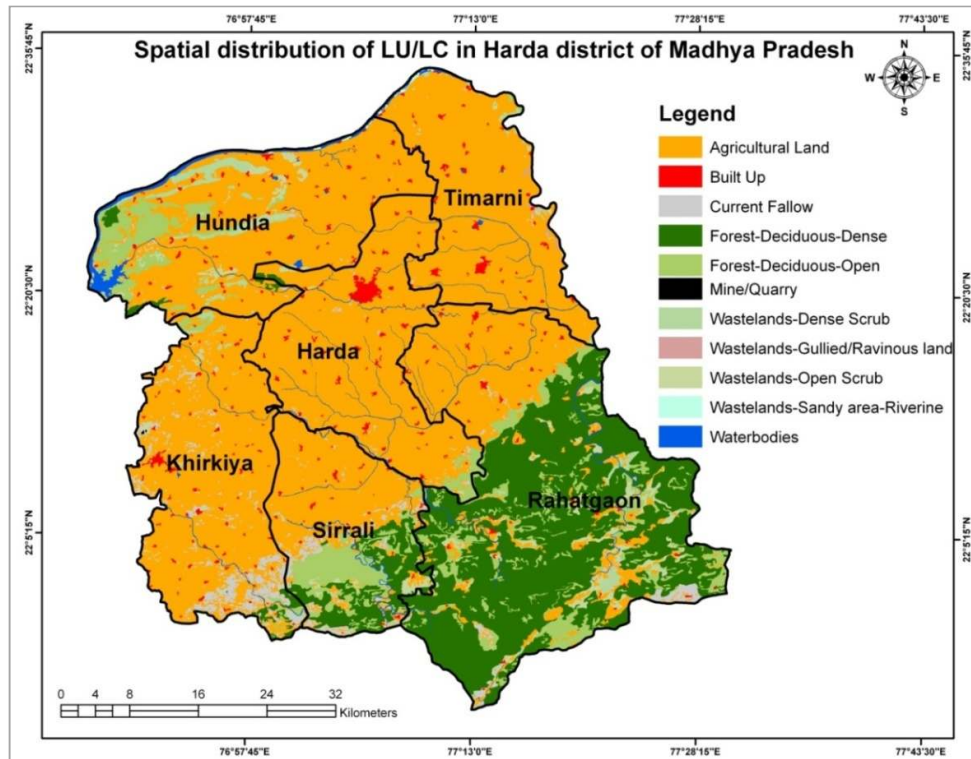 76°57'45"E 77°13'0"E 77°28'15"E 77°43'30"E
Spatial distribution of LU/LC in Harda district of Madhya Pradesh
22°35'45"N
22°35'45"N
N
W E
S
Legend
Agricultural Land
Built Up
Current Fallow
Forest-Deciduous-Dense
Forest-Deciduous-Open
Mine/Quarry
Wastelands-Dense Scrub
Wastelands-Gullied/Ravinous land
Wastelands-Open Scrub
Wastelands-Sandy area-Riverine
Waterbodies
Timarni
Hundia
22°20'30"N
22°20'30"N
Harda
Khirkiya
Rahatgaon
Sirrali
22°5'15"N
22°5'15"N
0 4 8 16 24 32
Kilometers
76°57'45"E 77°13'0"E 77°28'15"E 77°43'30"E